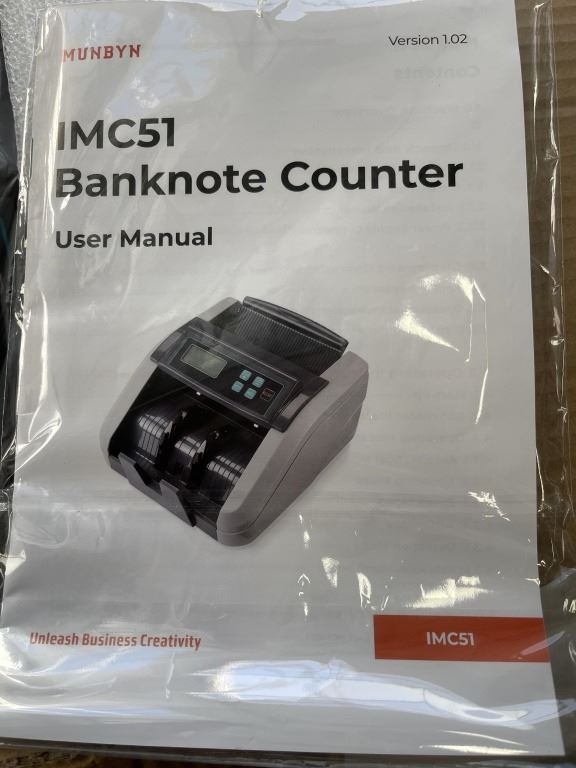 MUNBYN
Version 1.02
IMC51
Banknote Counter
User Manual
Unleash Business Creativity
IMC51